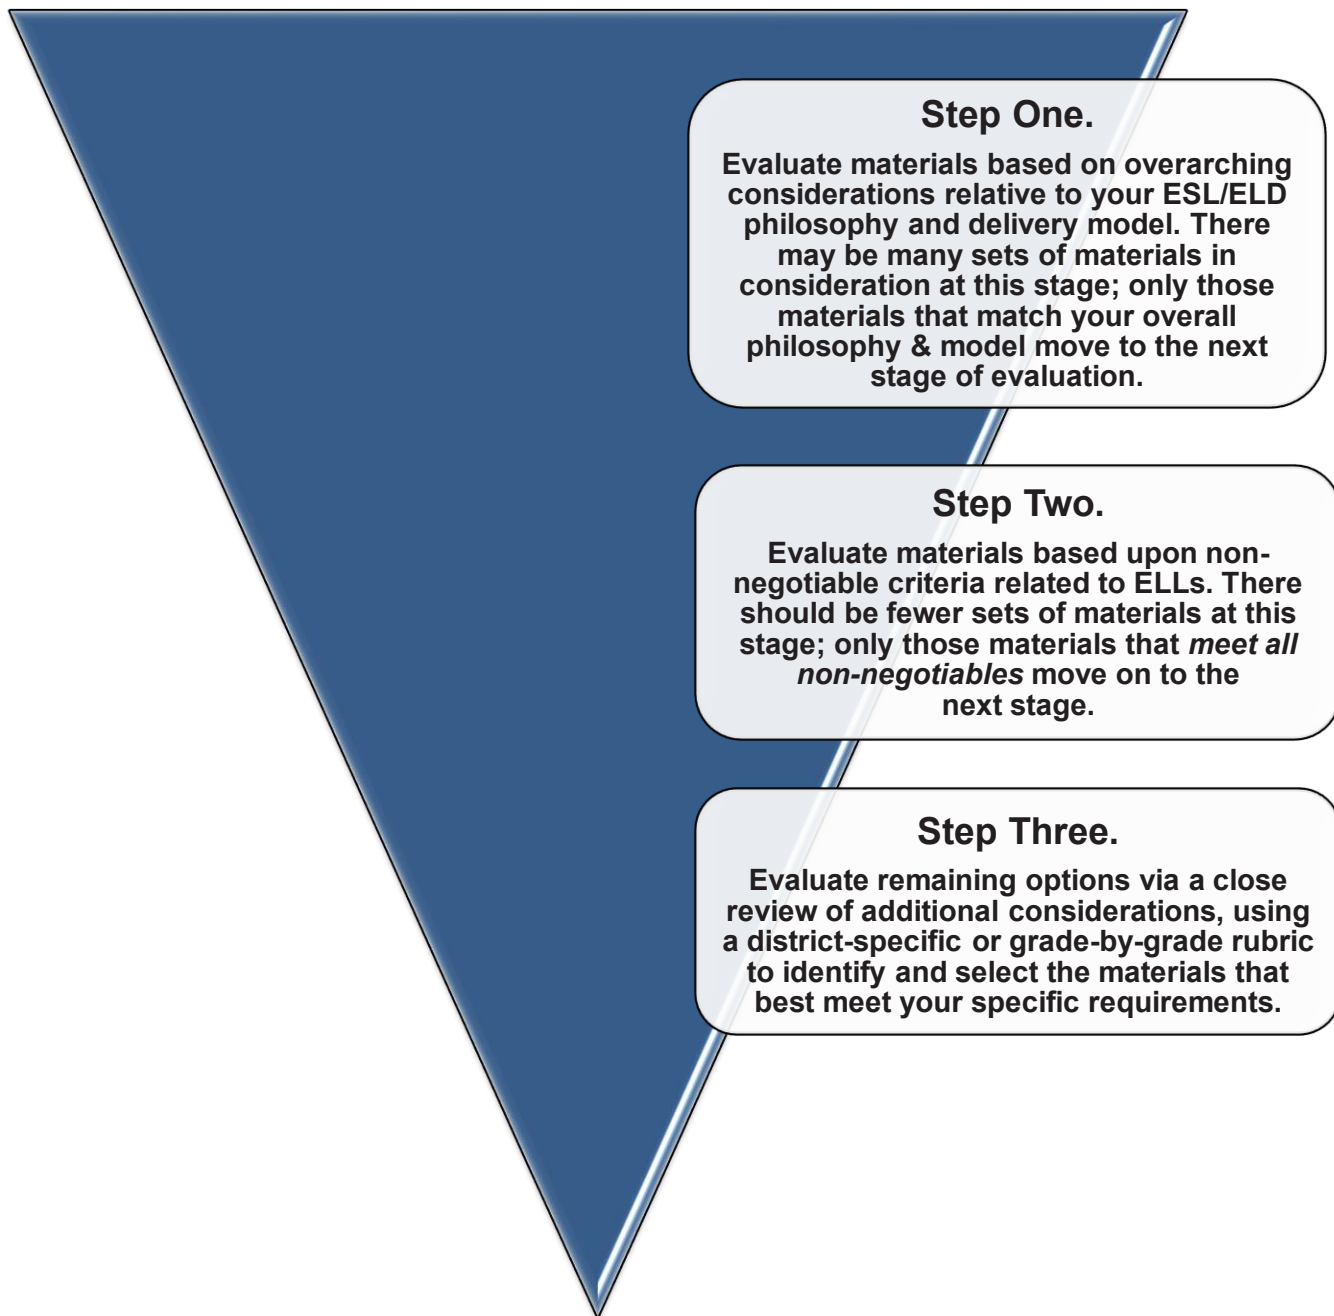 Step One.
Evaluate materials based on overarching
considerations relative to your ESL/ELD
philosophy and delivery model. There
may be many sets of materials in
consideration at this stage; only those
materials that match your overall
philosophy & model move to the next
stage of evaluation.
Step Two.
Evaluate materials based upon non-
negotiable criteria related to ELLs. There
should be fewer sets of materials at this
stage; only those materials that meet all
non-negotiables move on to the
next stage.
Step Three.
Evaluate remaining options via a close
review of additional considerations, using
a district-specific or grade-by-grade rubric
to identify and select the materials that
best meet your specific requirements.